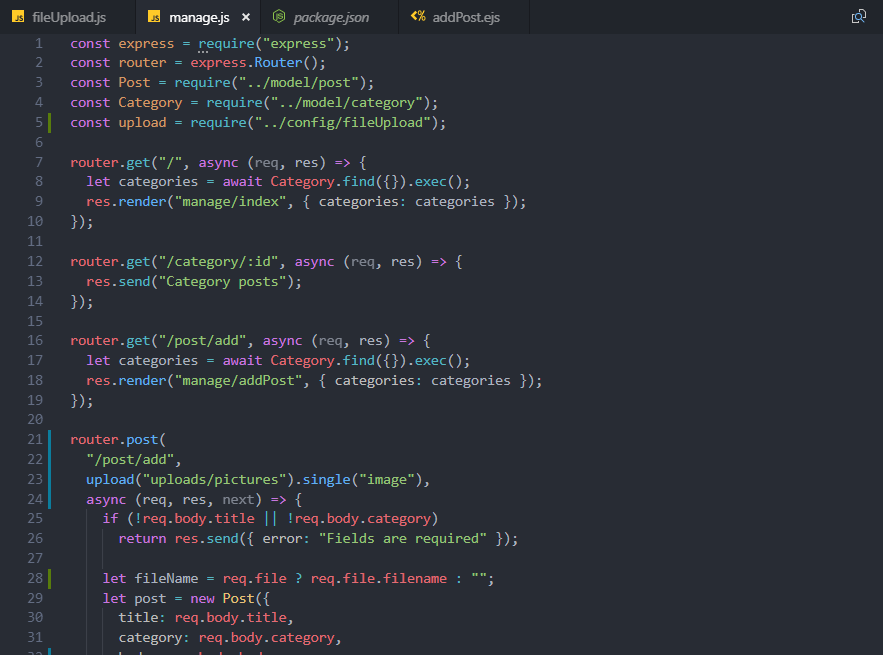 fileUpload.js manage.js × package.json addPost.ejs
1 const express = require("express");
2 const router = express.Router();
3 const Post = require("../model/post");
4 const Category = require("../model/category");
5 const upload = require("../config/fileUpload");
6
7 router.get("/", async (req, res) => {
8 let categories = await Category.find({}).exec();
9 res.render("manage/index", { categories: categories });
10 });
11
12 router.get("/category/:id", async (req, res) => {
13 res.send("Category posts");
14 });
15
16 router.get("/post/add", async (req, res) => {
17 let categories = await Category.find({}).exec();
18 res.render("manage/addPost", { categories: categories });
19 });
20
21 router.post(
22 "/post/add",
23 upload("uploads/pictures").single("image"),
24 async (req, res, next) => {
25 if (!req.body.title || !req.body.category)
26 return res.send({ error: "Fields are required" });
27
28 let fileName = req.file ? req.file.filename : "";
29 let post = new Post({
30 title: req.body.title,
31 category: req.body.category,